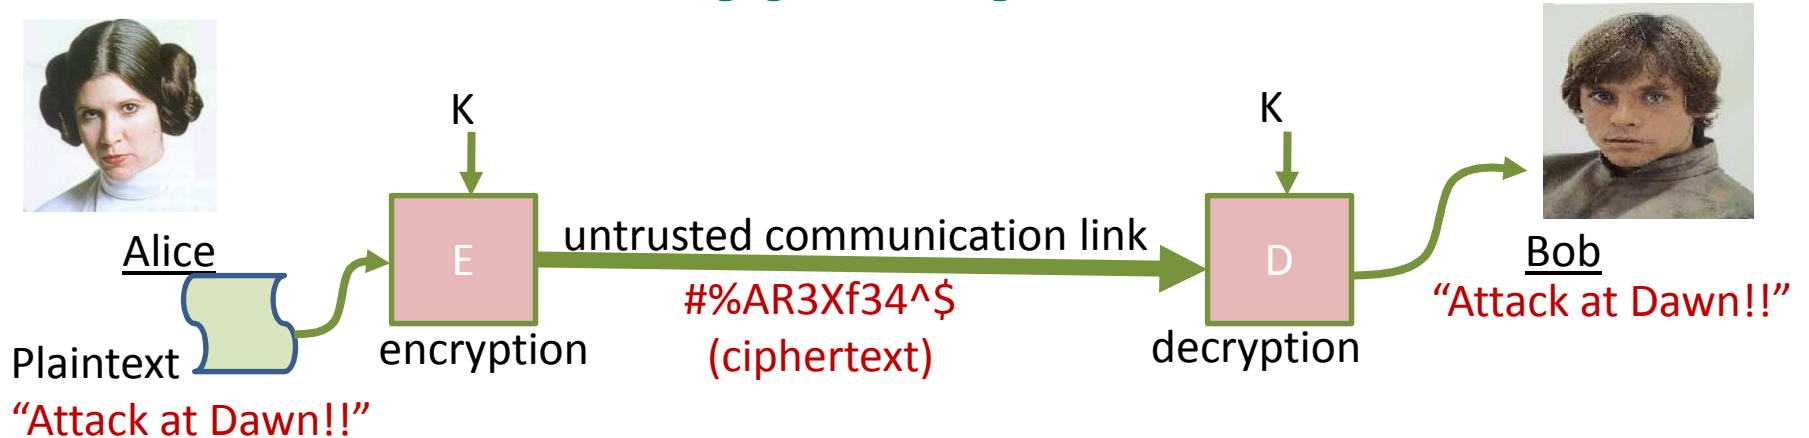 K
K
E
untrusted communication link
D
Alice
Bob
#%AR3Xf34^$
“Attack at Dawn!!”
encryption
(ciphertext)
decryption
Plaintext
“Attack at Dawn!!”